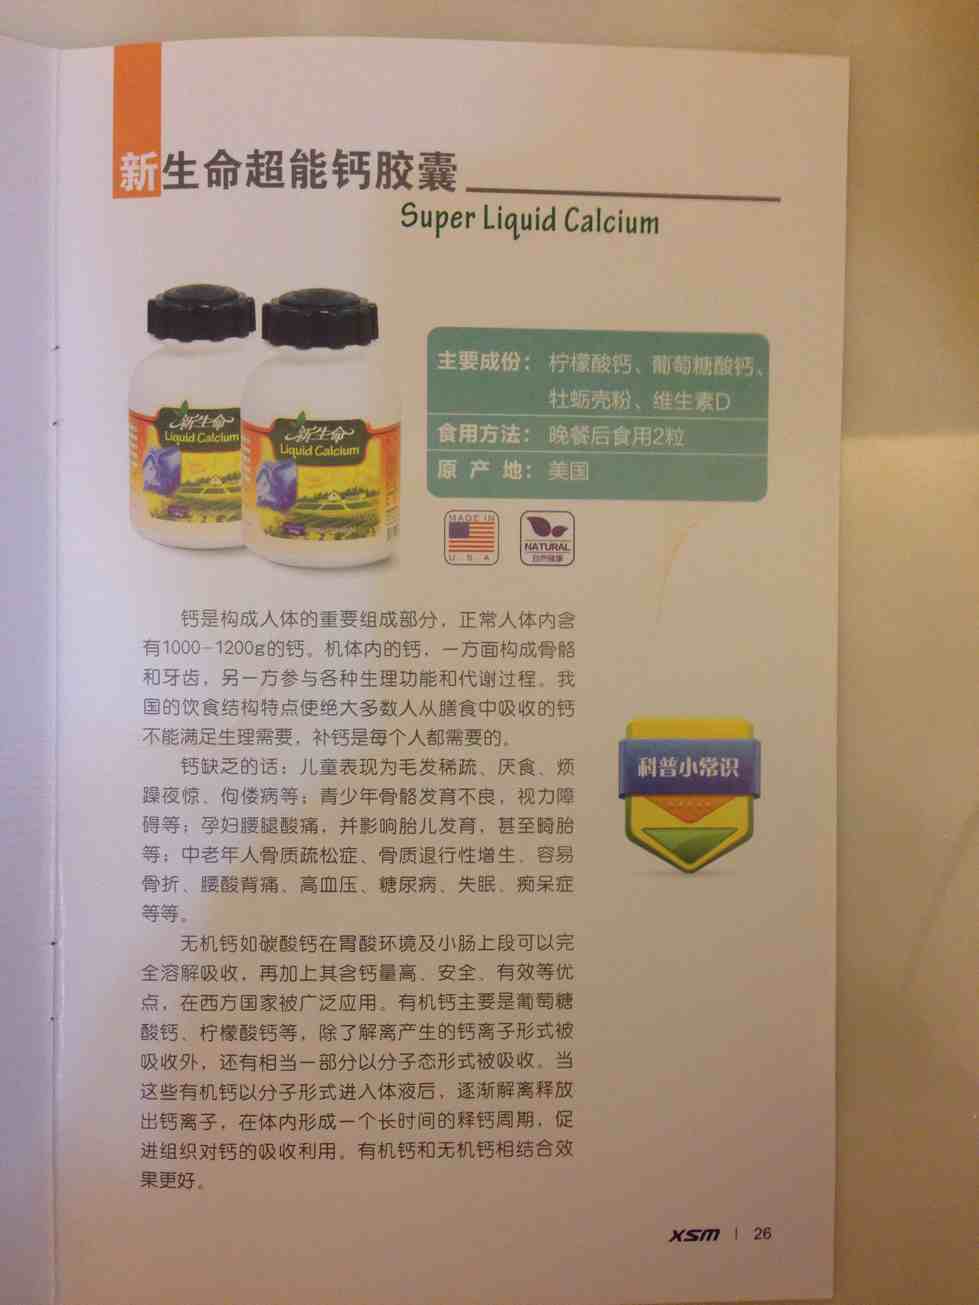 新生命超能钙胶囊
Super Liquid Calcium
新生命
Liquid Calcium
新生命
Liquid Calcium
主要成份：柠檬酸钙、葡萄糖酸钙、
牡蛎壳粉、维生素D
食用方法：晚餐后食用2粒
原产地：美国
MADE IN
U S A
NATURAL
自然健康
钙是构成人体的重要组成部分，正常人体内含
有1000-1200g的钙。机体内的钙，一方面构成骨骼
和牙齿，另一方参与各种生理功能和代谢过程。我
国的饮食结构特点使绝大多数人从膳食中吸收的钙
不能满足生理需要，补钙是每个人都需要的。
钙缺乏的话：儿童表现为毛发稀疏、厌食、烦
躁夜惊、佝偻病等；青少年骨骼发育不良，视力障
碍等；孕妇腰腿酸痛，并影响胎儿发育，甚至畸胎
等；中老年人骨质疏松症、骨质退行性增生、容易
骨折、腰酸背痛、高血压、糖尿病、失眠、痴呆症
等等。
科普小常识
无机钙如碳酸钙在胃酸环境及小肠上段可以完
全溶解吸收，再加上其含钙量高、安全、有效等优
点，在西方国家被广泛应用。有机钙主要是葡萄糖
酸钙、柠檬酸钙等，除了解离产生的钙离子形式被
吸收外，还有相当一部分以分子态形式被吸收。当
这些有机钙以分子形式进入体液后，逐渐解离释放
出钙离子，在体内形成一个长时间的释钙周期，促
进组织对钙的吸收利用。有机钙和无机钙相结合效
果更好。
XSM | 26